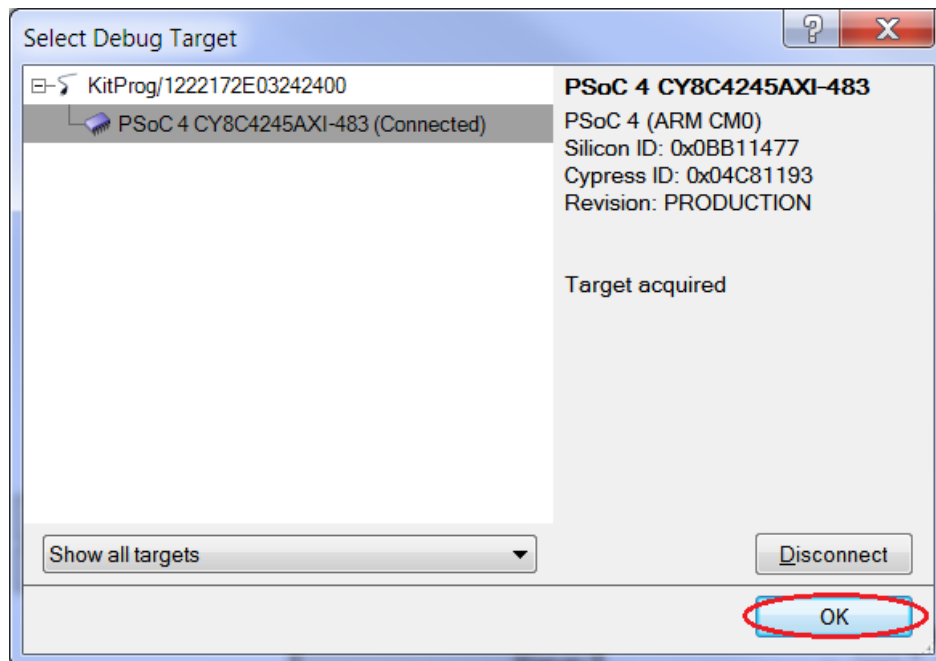 Select Debug Target
KitProg/1222172E03242400
PSoC 4 CY8C4245AXI-483 (Connected)
PSoC 4 CY8C4245AXI-483
PSoC 4 (ARM CM0)
Silicon ID: 0x0BB11477
Cypress ID: 0x04C81193
Revision: PRODUCTION
Target acquired
Show all targets
Disconnect
OK